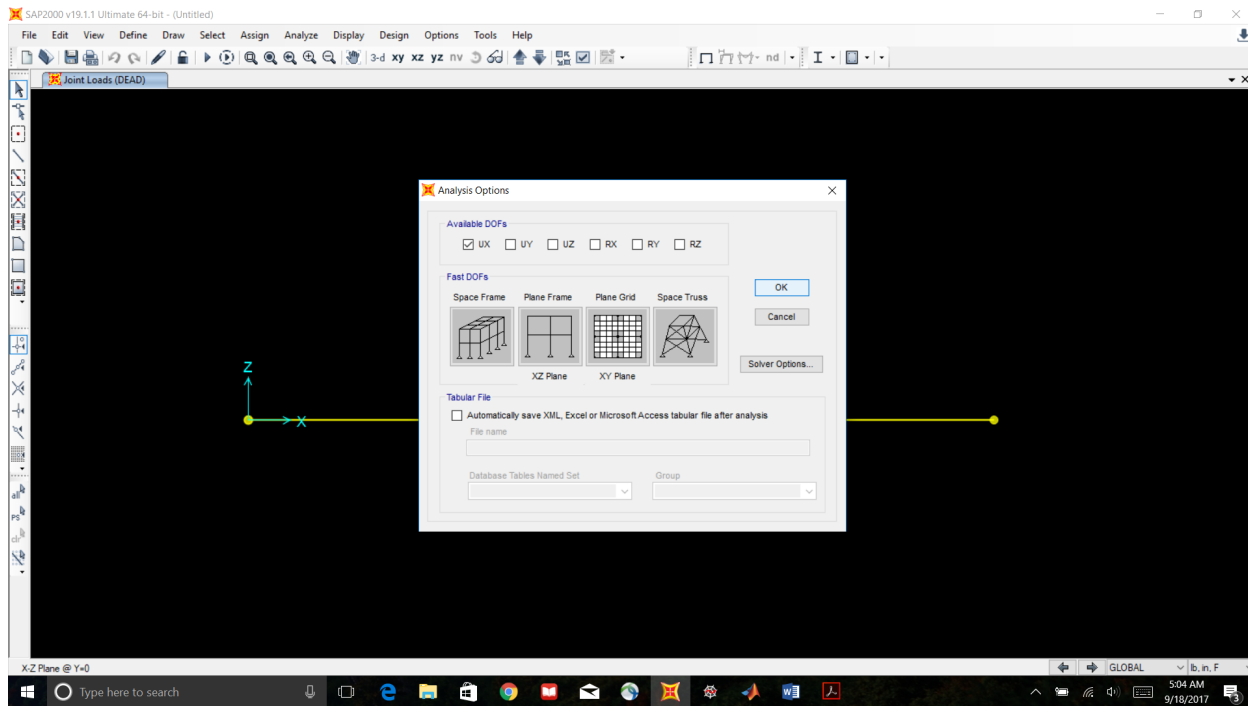 SAP2000 v19.1.1 Ultimate 64-bit - (Untitled)
File Edit View Define Draw Select Assign Analyze Display Design Options Tools Help
3-d xy xz yz nv nd
Joint Loads (DEAD)
Analysis Options
Available DOFs
UX UY UZ RX RY RZ
Fast DOFs
Space Frame Plane Frame Plane Grid Space Truss
XZ Plane XY Plane
OK
Cancel
Solver Options...
Tabular File
Automatically save XML, Excel or Microsoft Access tabular file after analysis
File name
Database Tables Named Set Group
Z
X
all
PS
clr
X-Z Plane @ Y=0 GLOBAL lb, in, F
Type here to search
5:04 AM
9/18/2017
3